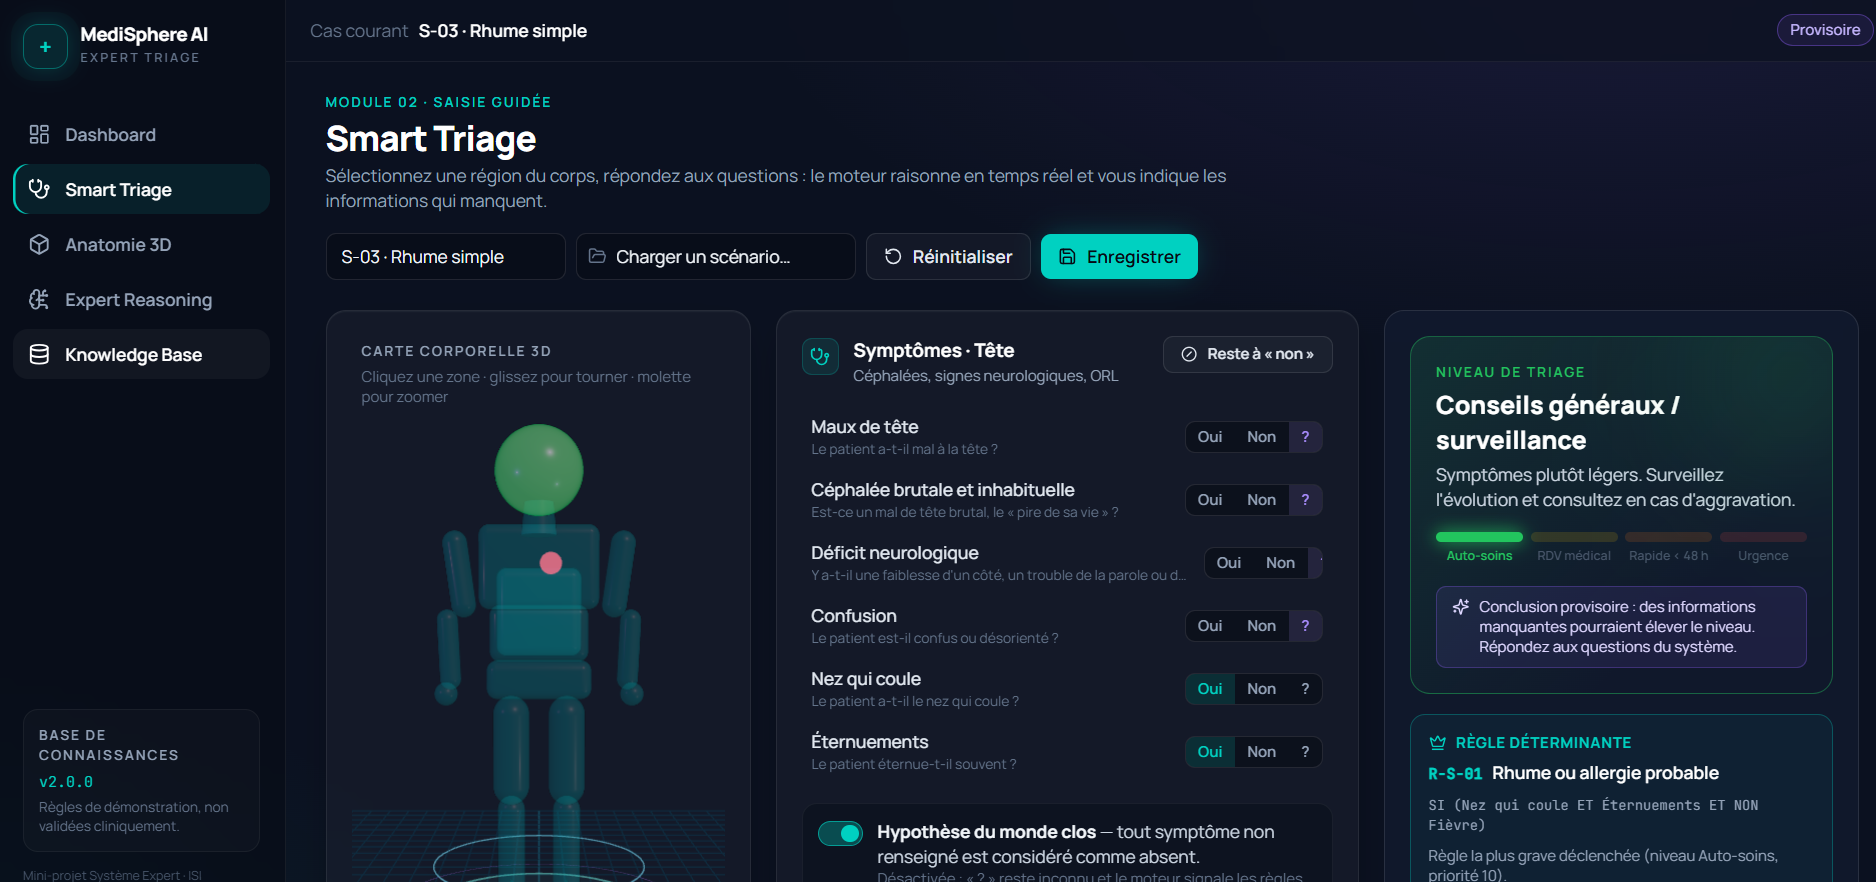 MediSphere AI
EXPERT TRIAGE
Dashboard
Smart Triage
Anatomie 3D
Expert Reasoning
Knowledge Base
BASE DE
CONNAISSANCES
v2.0.0
Règles de démonstration, non
validées cliniquement.
Mini-projet Système Expert · ISI
Cas courant S-03 · Rhume simple
Provisoire
MODULE 02 · SAISIE GUIDÉE
Smart Triage
Sélectionnez une région du corps, répondez aux questions : le moteur raisonne en temps réel et vous indique les
informations qui manquent.
S-03 · Rhume simple
Charger un scénario...
Réinitialiser
Enregistrer
CARTE CORPORELLE 3D
Cliquez une zone · glissez pour tourner · molette
pour zoomer
Symptômes · Tête
Céphalées, signes neurologiques, ORL
Reste à « non »
Maux de tête
Le patient a-t-il mal à la tête ?
Oui Non ?
Céphalée brutale et inhabituelle
Est-ce un mal de tête brutal, le « pire de sa vie » ?
Oui Non ?
Déficit neurologique
Y a-t-il une faiblesse d'un côté, un trouble de la parole ou d...
Oui Non
Confusion
Le patient est-il confus ou désorienté ?
Oui Non ?
Nez qui coule
Le patient a-t-il le nez qui coule ?
Oui Non ?
Éternuements
Le patient éternue-t-il souvent ?
Oui Non ?
Hypothèse du monde clos — tout symptôme non
renseigné est considéré comme absent.
Désactivée : « ? » reste inconnu et le moteur signale les règles
NIVEAU DE TRIAGE
Conseils généraux /
surveillance
Symptômes plutôt légers. Surveillez
l'évolution et consultez en cas d'aggravation.
Auto-soins RDV médical Rapide < 48 h Urgence
Conclusion provisoire : des informations
manquantes pourraient élever le niveau.
Répondez aux questions du système.
RÈGLE DÉTERMINANTE
R-S-01 Rhume ou allergie probable
SI (Nez qui coule ET Éternuements ET NON
Fièvre)
Règle la plus grave déclenchée (niveau Auto-soins,
priorité 10).